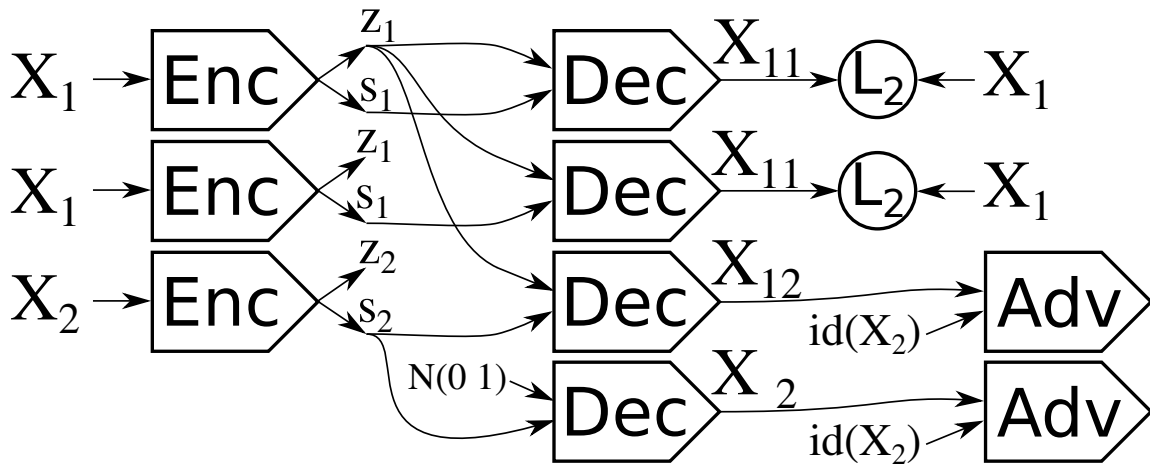 X₁ Enc z₁ s₁ Dec X₁₁ L₂ X₁
X₁ Enc z₁ s₁ Dec X₁₁ L₂ X₁
X₂ Enc z₂ s₂ Dec X₁₂ id(X₂) Adv
N(0 1) Dec X ₂ id(X₂) Adv